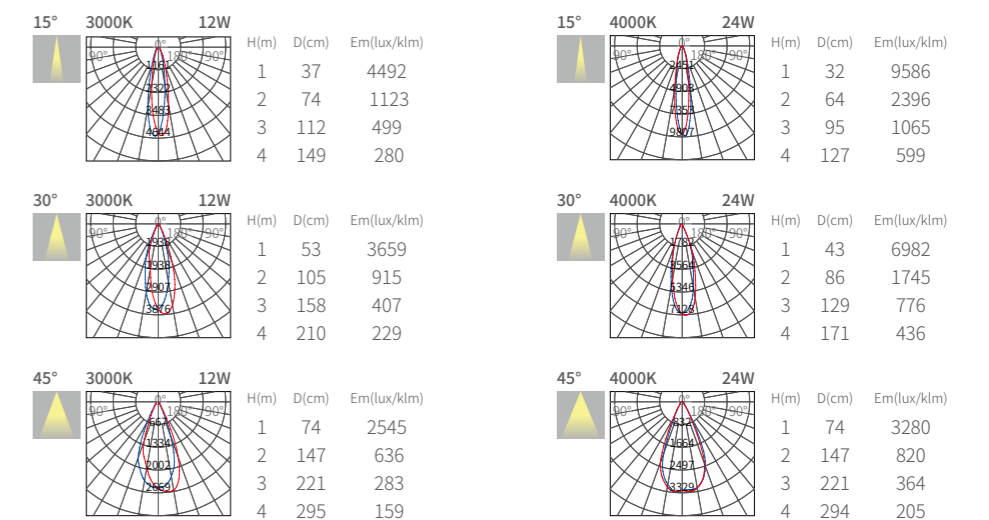 15° 3000K 12W
H(m) D(cm) Em(lux/klm)
0°
90° 180° 90°
1161
2322
3483
4644
1 37 4492
2 74 1123
3 112 499
4 149 280
15° 4000K 24W
H(m) D(cm) Em(lux/klm)
0°
90° 180° 90°
2451
4903
7353
9807
1 32 9586
2 64 2396
3 95 1065
4 127 599
30° 3000K 12W
H(m) D(cm) Em(lux/klm)
0°
90° 180° 90°
1938
1938
2907
3876
1 53 3659
2 105 915
3 158 407
4 210 229
30° 4000K 24W
H(m) D(cm) Em(lux/klm)
0°
90° 180° 90°
1782
3564
5346
7128
1 43 6982
2 86 1745
3 129 776
4 171 436
45° 3000K 12W
H(m) D(cm) Em(lux/klm)
0°
90° 180° 90°
667
1334
2002
2669
1 74 2545
2 147 636
3 221 283
4 295 159
45° 4000K 24W
H(m) D(cm) Em(lux/klm)
0°
90° 180° 90°
832
1664
2497
3329
1 74 3280
2 147 820
3 221 364
4 294 205